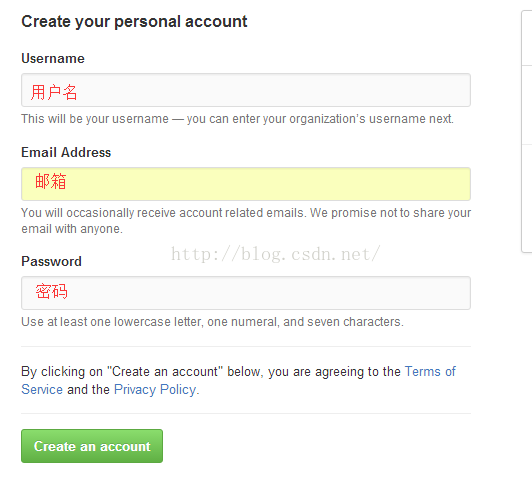 Create your personal account
Username
用户名
This will be your username — you can enter your organization's username next.
Email Address
邮箱
You will occasionally receive account related emails. We promise not to share your
email with anyone.
http://blog.csdn.net/
Password
密码
Use at least one lowercase letter, one numeral, and seven characters.
By clicking on "Create an account" below, you are agreeing to the Terms of
Service and the Privacy Policy.
Create an account